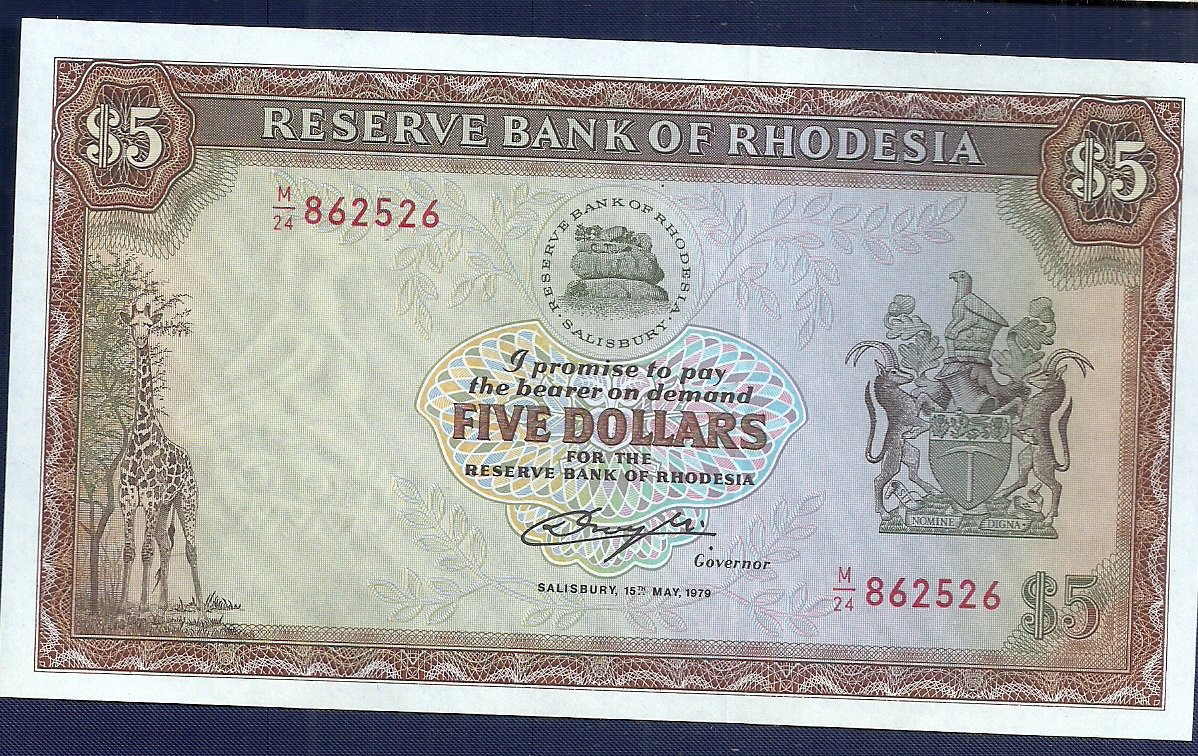 $5
RESERVE BANK OF RHODESIA
$5
M/24 862526
RESERVE BANK OF RHODESIA
· SALISBURY ·
I promise to pay
the bearer on demand
FIVE DOLLARS
FOR THE
RESERVE BANK OF RHODESIA
Governor
SALISBURY, 15TH MAY, 1979
SIT
NOMINE DIGNA
M/24 862526
$5